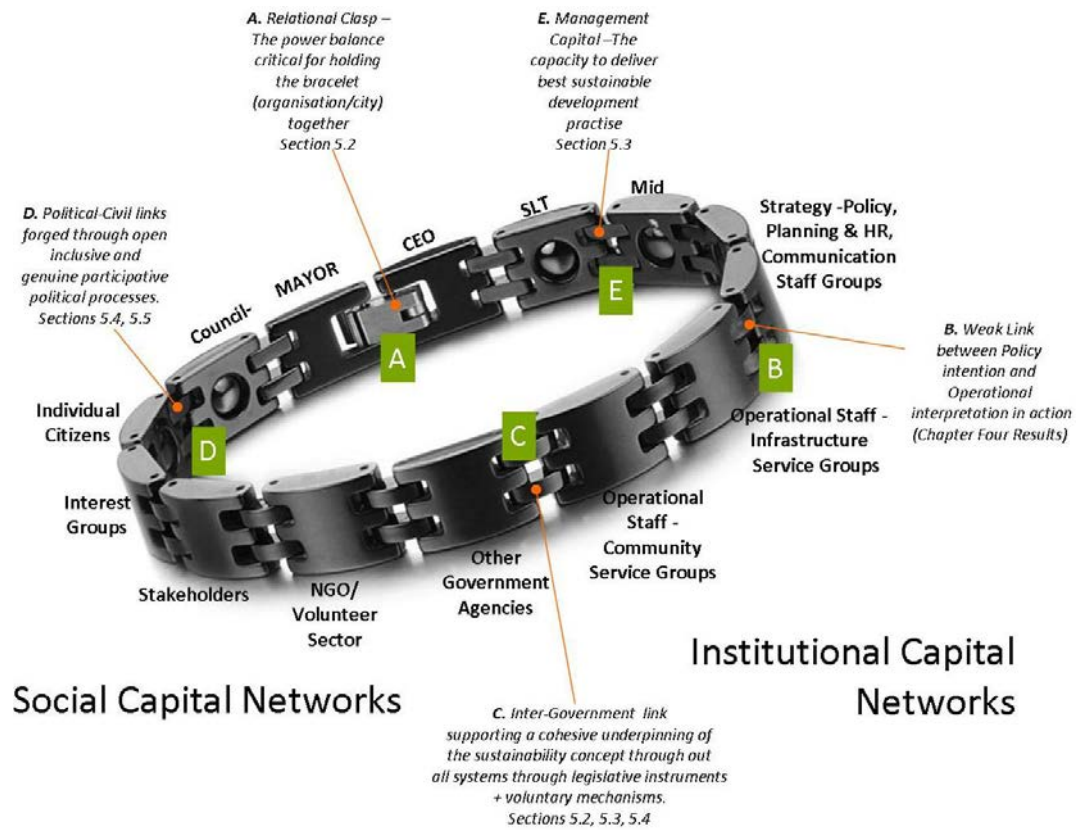 A. Relational Clasp –
The power balance
critical for holding
the bracelet
(organisation/city)
together
Section 5.2
E. Management
Capital –The
capacity to deliver
best sustainable
development
practise
Section 5.3
D. Political-Civil links
forged through open
inclusive and
genuine participative
political processes.
Sections 5.4, 5.5
Council-
MAYOR
CEO
SLT
Mid
Strategy -Policy,
Planning & HR,
Communication
Staff Groups
B. Weak Link
between Policy
intention and
Operational
interpretation in action
(Chapter Four Results)
A
E
B
C
D
Individual
Citizens
Interest
Groups
Stakeholders
NGO/
Volunteer
Sector
Other
Government
Agencies
Operational
Staff -
Community
Service Groups
Operational Staff -
Infrastructure
Service Groups
Social Capital Networks
Institutional Capital
Networks
C. Inter-Government link
supporting a cohesive underpinning of
the sustainability concept through out
all systems through legislative instruments
+ voluntary mechanisms.
Sections 5.2, 5.3, 5.4